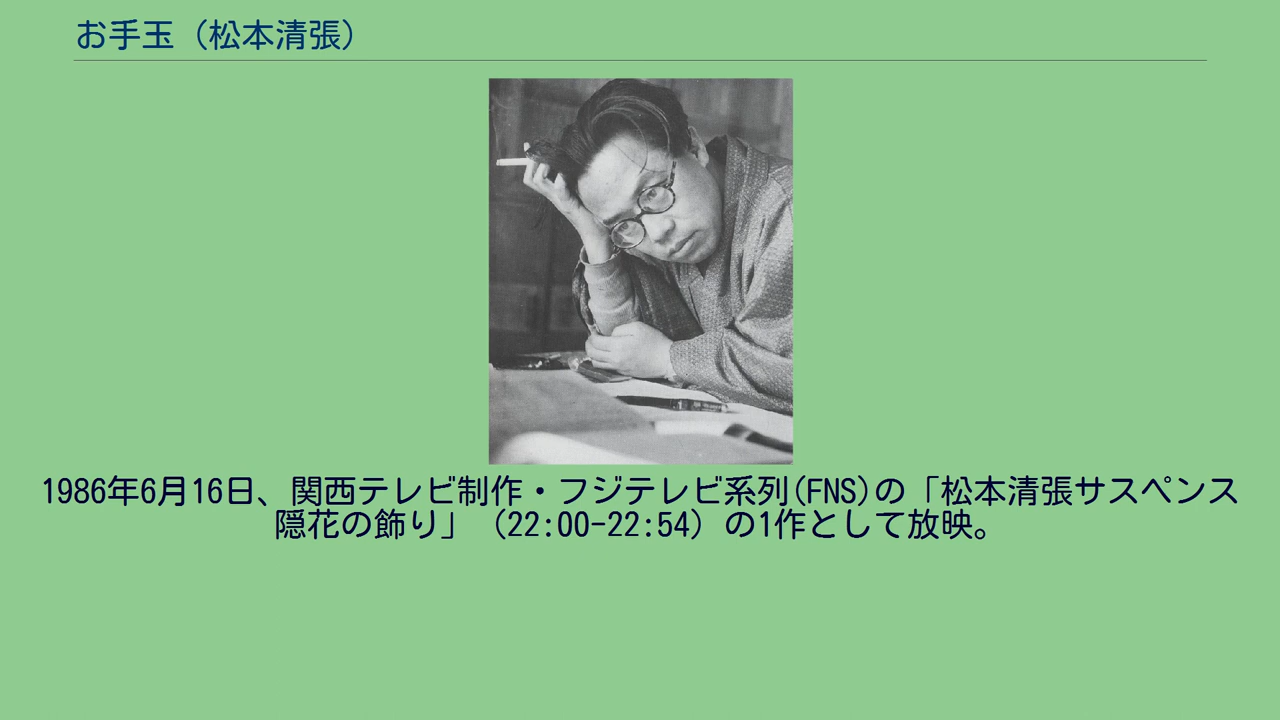 お手玉（松本清張）
1986年6月16日、関西テレビ制作・フジテレビ系列(FNS)の「松本清張サスペンス
隠花の飾り」（22:00-22:54）の1作として放映。